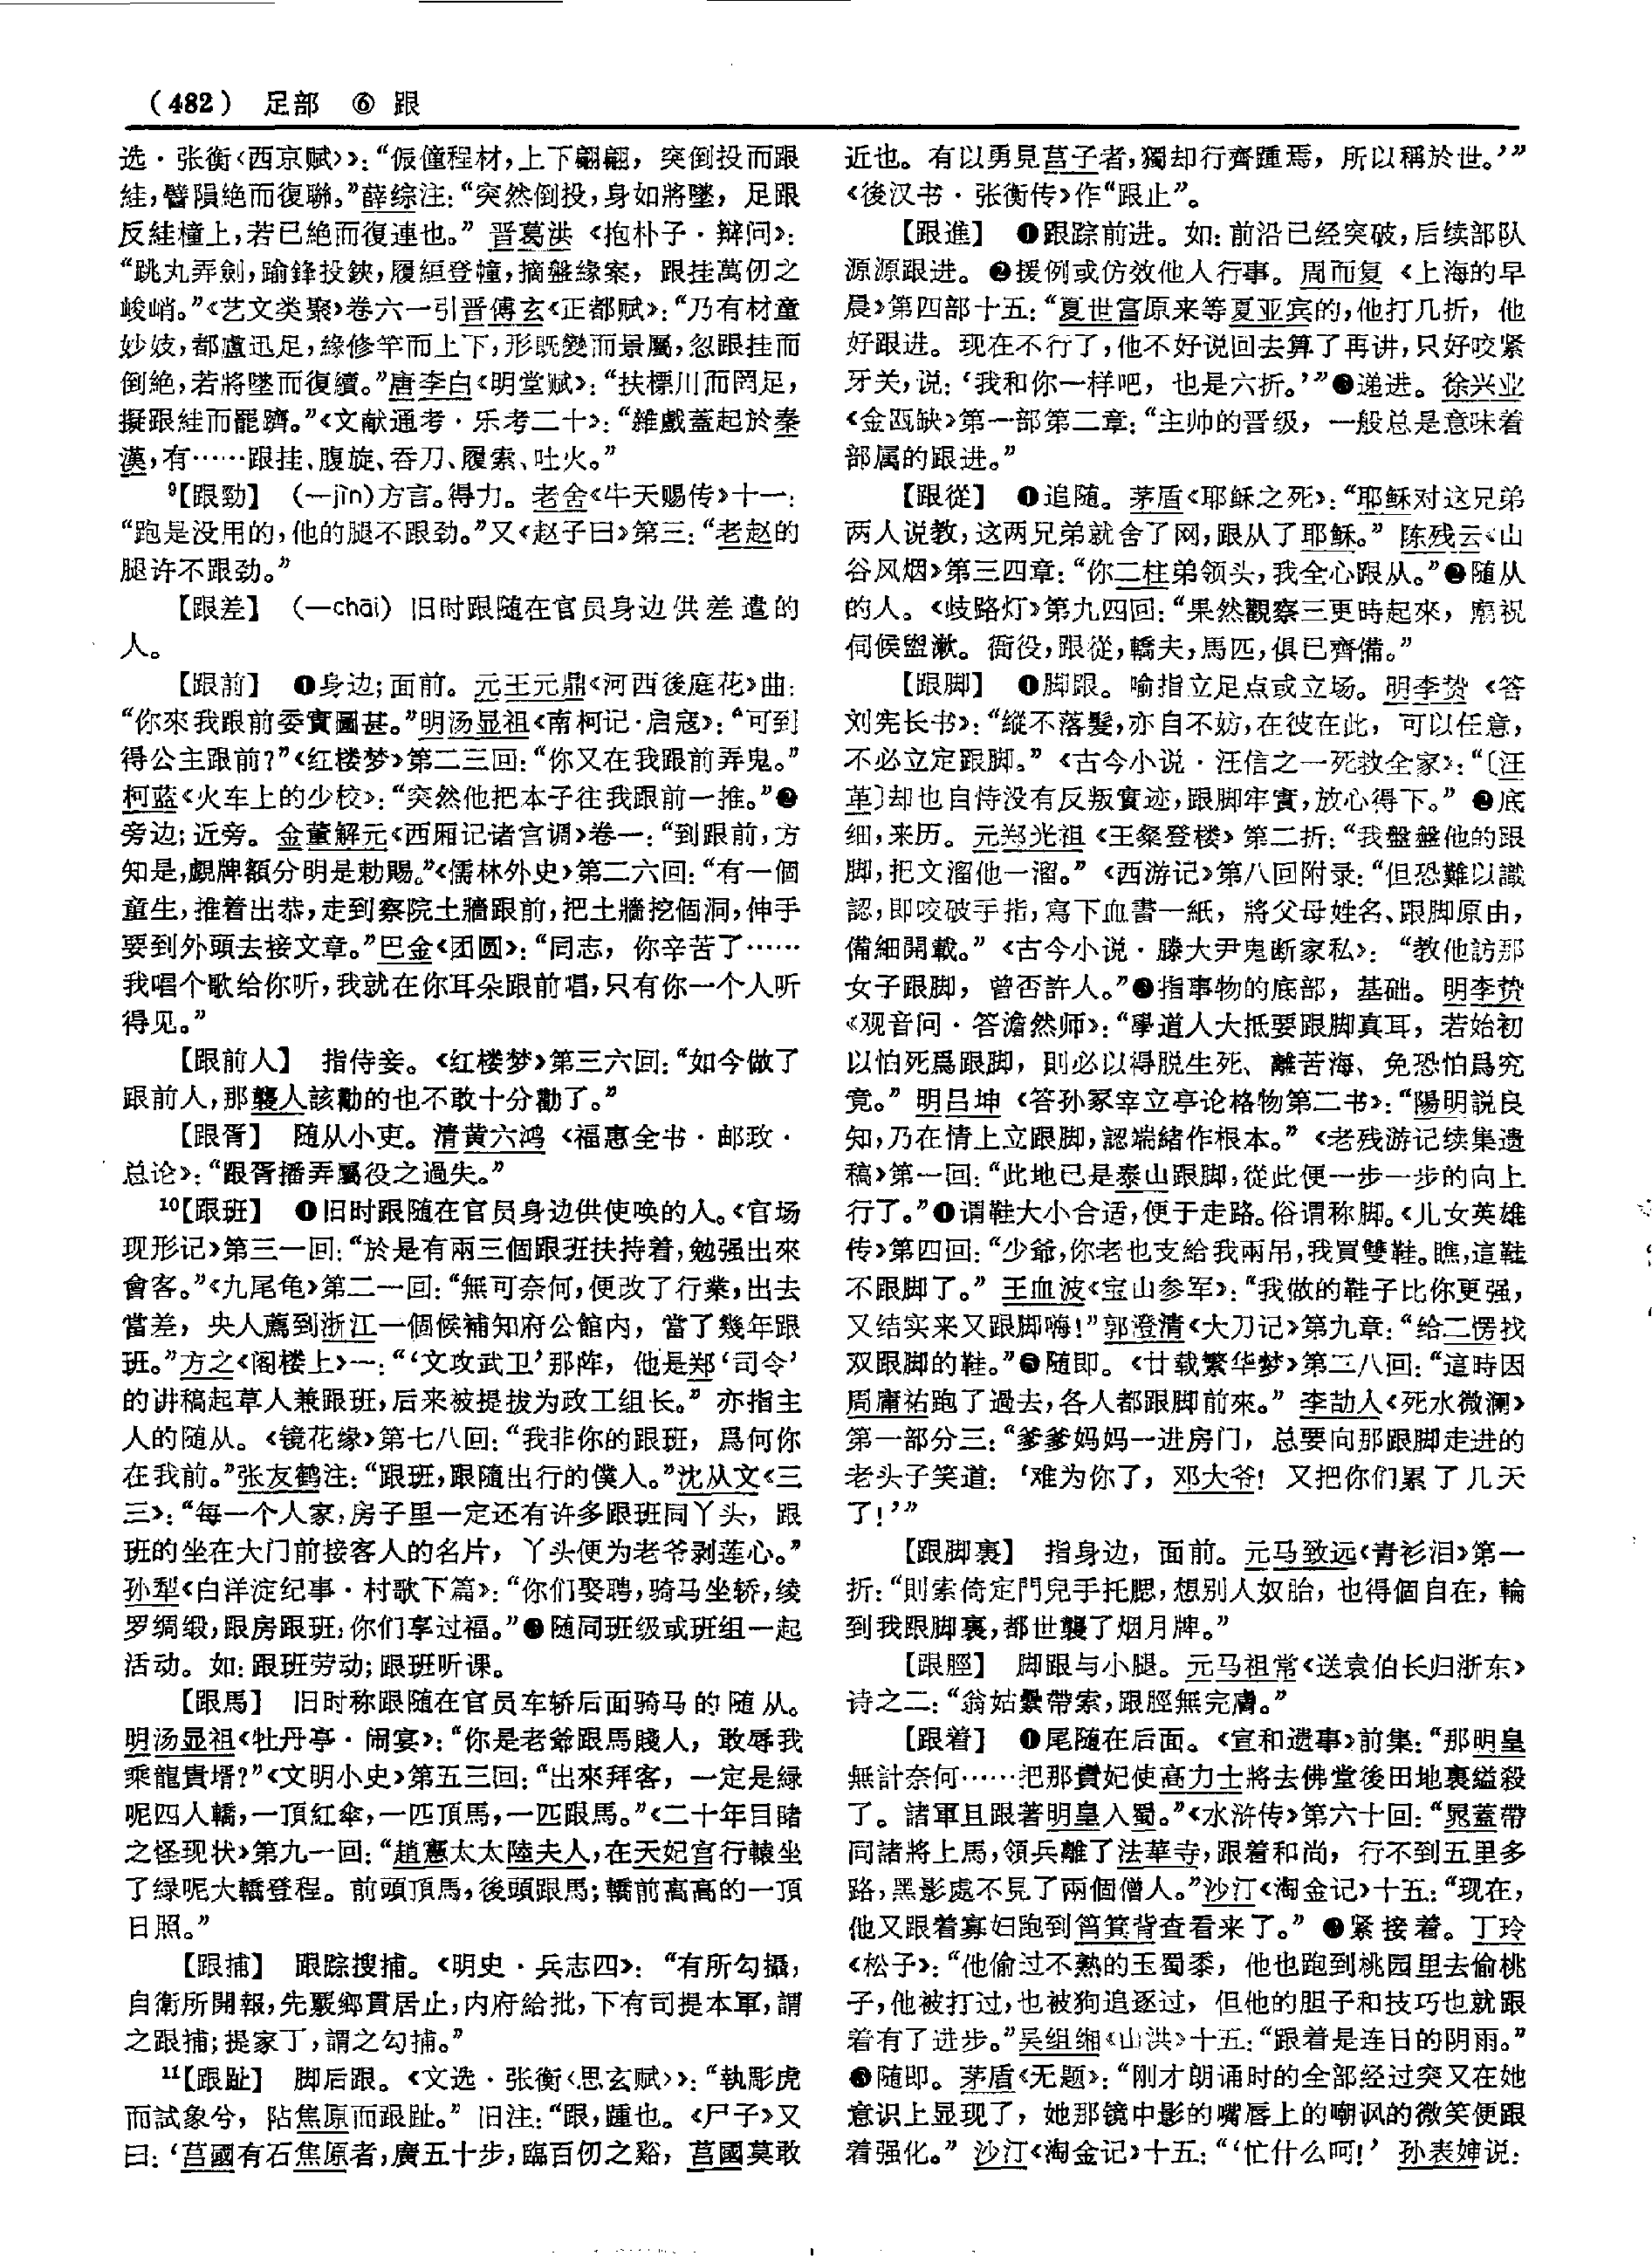 （482） 足部 ⑥ 跟
选·张衡〈西京赋〉》：“侲僮程材，上下翩翩，突倒投而跟
絓，譬隕絶而復聯。”薛综注：“突然倒投，身如將墜，足跟
反絓橦上，若已絶而復連也。” 晋葛洪《抱朴子·辩问》：
“跳丸弄劍，踰鋒投鋏，履絙登幢，擿盤緣案，跟挂萬仞之
峻峭。”《艺文类聚》卷六一引晋傅玄《正都赋》：“乃有材童
妙妓，都盧迅足，緣修竿而上下，形既變而景屬，忽跟挂而
倒絶，若將墜而復續。”唐李白《明堂赋》：“扶標川而罔足，
擬跟絓而罷躋。”《文献通考·乐考二十》：“雜戲蓋起於秦
漢，有……跟挂、腹旋、吞刀、履索、吐火。”
⁹【跟勁】 （—jìn）方言。得力。老舍《牛天赐传》十一：
“跑是没用的，他的腿不跟劲。”又《赵子曰》第三：“老赵的
腿许不跟劲。”
【跟差】 （—chāi）旧时跟随在官员身边供差遣的
人。
【跟前】 ❶身边；面前。元王元鼎《河西後庭花》曲：
“你來我跟前委實圖甚。”明汤显祖《南柯记·启寇》：“可到
得公主跟前？”《红楼梦》第二三回：“你又在我跟前弄鬼。”
柯蓝《火车上的少校》：“突然他把本子往我跟前一推。”❷
旁边；近旁。金董解元《西厢记诸宫调》卷一：“到跟前，方
知是，覷牌額分明是勅賜。”《儒林外史》第二六回：“有一個
童生，推着出恭，走到察院土牆跟前，把土牆挖個洞，伸手
要到外頭去接文章。”巴金《团圆》：“同志，你辛苦了……
我唱个歌给你听，我就在你耳朵跟前唱，只有你一个人听
得见。”
【跟前人】 指侍妾。《红楼梦》第三六回：“如今做了
跟前人，那襲人該勸的也不敢十分勸了。”
【跟胥】 随从小吏。清黄六鸿《福惠全书·邮政·
总论》：“跟胥播弄屬役之過失。”
¹⁰【跟班】 ❶旧时跟随在官员身边供使唤的人。《官场
现形记》第三一回：“於是有兩三個跟班扶持着，勉强出來
會客。”《九尾龟》第二一回：“無可奈何，便改了行業，出去
當差，央人薦到浙江一個候補知府公館内，當了幾年跟
班。”方之《阁楼上》一：“‘文攻武卫’那阵，他是郑‘司令’
的讲稿起草人兼跟班，后来被提拔为政工组长。” 亦指主
人的随从。《镜花缘》第七八回：“我非你的跟班，爲何你
在我前。”张友鹤注：“跟班，跟隨出行的僕人。”沈从文《三
三》：“每一个人家，房子里一定还有许多跟班同丫头，跟
班的坐在大门前接客人的名片，丫头便为老爷剥莲心。”
孙犁《白洋淀纪事·村歌下篇》：“你们娶聘，骑马坐轿，绫
罗绸缎，跟房跟班，你们享过福。”❷随同班级或班组一起
活动。如：跟班劳动；跟班听课。
【跟馬】 旧时称跟随在官员车轿后面骑马的随从。
明汤显祖《牡丹亭·闹宴》：“你是老爺跟馬賤人，敢辱我
乘龍貴壻？”《文明小史》第五三回：“出來拜客，一定是緑
呢四人轎，一頂紅傘，一匹頂馬，一匹跟馬。”《二十年目睹
之怪现状》第九一回：“趙憲太太陸夫人，在天妃宫行轅坐
了緑呢大轎登程。前頭頂馬，後頭跟馬；轎前高高的一頂
日照。”
【跟捕】 跟踪搜捕。《明史·兵志四》：“有所勾攝，
自衛所開報，先覈鄉貫居止，内府給批，下有司提本軍，謂
之跟捕；提家丁，謂之勾捕。”
¹¹【跟趾】 脚后跟。《文选·张衡〈思玄赋〉》：“執彫虎
而試象兮，阽焦原而跟趾。” 旧注：“跟，踵也。《尸子》又
曰：‘莒國有石焦原者，廣五十步，臨百仞之谿，莒國莫敢
近也。有以勇見莒子者，獨却行齊踵焉，所以稱於世。’”
《後汉书·张衡传》作“跟止”。
【跟進】 ❶跟踪前进。如：前沿已经突破，后续部队
源源跟进。❷援例或仿效他人行事。周而复《上海的早
晨》第四部十五：“夏世富原来等夏亚宾的，他打几折，他
好跟进。现在不行了，他不好说回去算了再讲，只好咬紧
牙关，说：‘我和你一样吧，也是六折。’”❸递进。徐兴业
《金瓯缺》第一部第二章：“主帅的晋级，一般总是意味着
部属的跟进。”
【跟從】 ❶追随。茅盾《耶稣之死》：“耶稣对这兄弟
两人说教，这两兄弟就舍了网，跟从了耶稣。” 陈残云《山
谷风烟》第三四章：“你二柱弟领头，我全心跟从。”❷随从
的人。《歧路灯》第九四回：“果然觀察三更時起來，廟祝
伺候盥漱。衙役，跟從，轎夫，馬匹，俱已齊備。”
【跟脚】 ❶脚跟。喻指立足点或立场。明李贽《答
刘宪长书》：“縱不落髮，亦自不妨，在彼在此，可以任意，
不必立定跟脚。”《古今小说·汪信之一死救全家》：“〔汪
革〕却也自恃没有反叛實迹，跟脚牢實，放心得下。” ❷底
细，来历。元郑光祖《王粲登楼》第二折：“我盤盤他的跟
脚，把文溜他一溜。”《西游记》第八回附录：“但恐難以識
認，即咬破手指，寫下血書一紙，將父母姓名、跟脚原由，
備細開載。”《古今小说·滕大尹鬼断家私》：“教他訪那
女子跟脚，曾否許人。”❸指事物的底部，基础。明李贽
《观音问·答澹然师》：“學道人大抵要跟脚真耳，若始初
以怕死爲跟脚，則必以得脱生死、離苦海、免恐怕爲究
竟。” 明吕坤《答孙冢宰立亭论格物第二书》：“陽明説良
知，乃在情上立跟脚，認端緒作根本。”《老残游记续集遗
稿》第一回：“此地已是泰山跟脚，從此便一步一步的向上
行了。”❹谓鞋大小合适，便于走路。俗谓称脚。《儿女英雄
传》第四回：“少爺，你老也支給我兩吊，我買雙鞋。瞧，這鞋
不跟脚了。” 王血波《宝山参军》：“我做的鞋子比你更强，
又结实来又跟脚嗨！”郭澄清《大刀记》第九章：“给二愣找
双跟脚的鞋。”❺随即。《廿载繁华梦》第三八回：“這時因
周庸祐跑了過去，各人都跟脚前來。” 李劼人《死水微澜》
第一部分三：“爹爹妈妈一进房门，总要向那跟脚走进的
老头子笑道：‘难为你了，邓大爷！又把你们累了几天
了！’”
【跟脚裏】 指身边，面前。元马致远《青衫泪》第一
折：“則索倚定門兒手托腮，想别人奴胎，也得個自在，輪
到我跟脚裏，都世襲了烟月牌。”
【跟脛】 脚跟与小腿。元马祖常《送袁伯长归浙东》
诗之二：“翁姑纍帶索，跟脛無完膚。”
【跟着】 ❶尾随在后面。《宣和遗事》前集：“那明皇
無計奈何……把那貴妃使高力士將去佛堂後田地裏縊殺
了。諸軍且跟著明皇入蜀。”《水浒传》第六十回：“晁蓋帶
同諸將上馬，領兵離了法華寺，跟着和尚，行不到五里多
路，黑影處不見了兩個僧人。”沙汀《淘金记》十五：“现在，
他又跟着寡妇跑到筲箕背查看来了。” ❷紧接着。丁玲
《松子》：“他偷过不熟的玉蜀黍，他也跑到桃园里去偷桃
子，他被打过，也被狗追逐过，但他的胆子和技巧也就跟
着有了进步。”吴组缃《山洪》十五：“跟着是连日的阴雨。”
❸随即。茅盾《无题》：“刚才朗诵时的全部经过突又在她
意识上显现了，她那镜中影的嘴唇上的嘲讽的微笑便跟
着强化。” 沙汀《淘金记》十五：“‘忙什么呵！’ 孙表婶说：